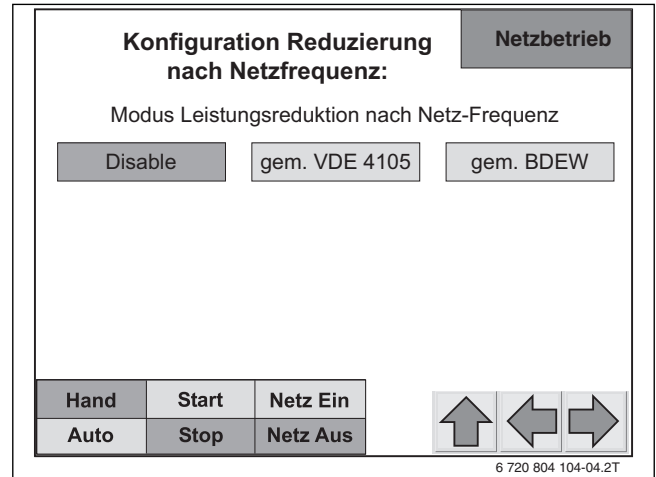 Konfiguration Reduzierung
nach Netzfrequenz:
Netzbetrieb
Modus Leistungsreduktion nach Netz-Frequenz
Disable
gem. VDE 4105
gem. BDEW
Hand Start Netz Ein
Auto Stop Netz Aus
6 720 804 104-04.2T